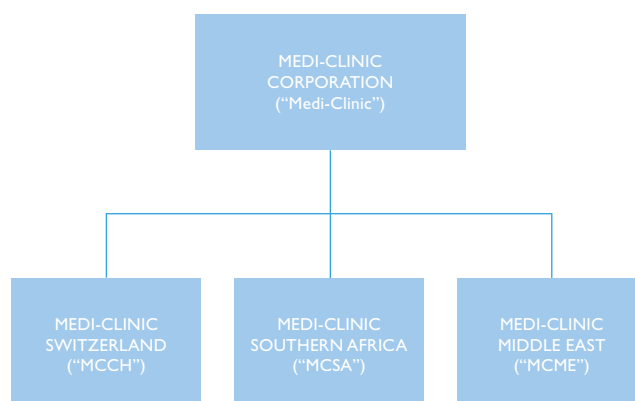 MEDI-CLINIC
CORPORATION
(“Medi-Clinic”)
MEDI-CLINIC
SWITZERLAND
(“MCCH”)
MEDI-CLINIC
SOUTHERN AFRICA
(“MCSA”)
MEDI-CLINIC
MIDDLE EAST
(“MCME”)